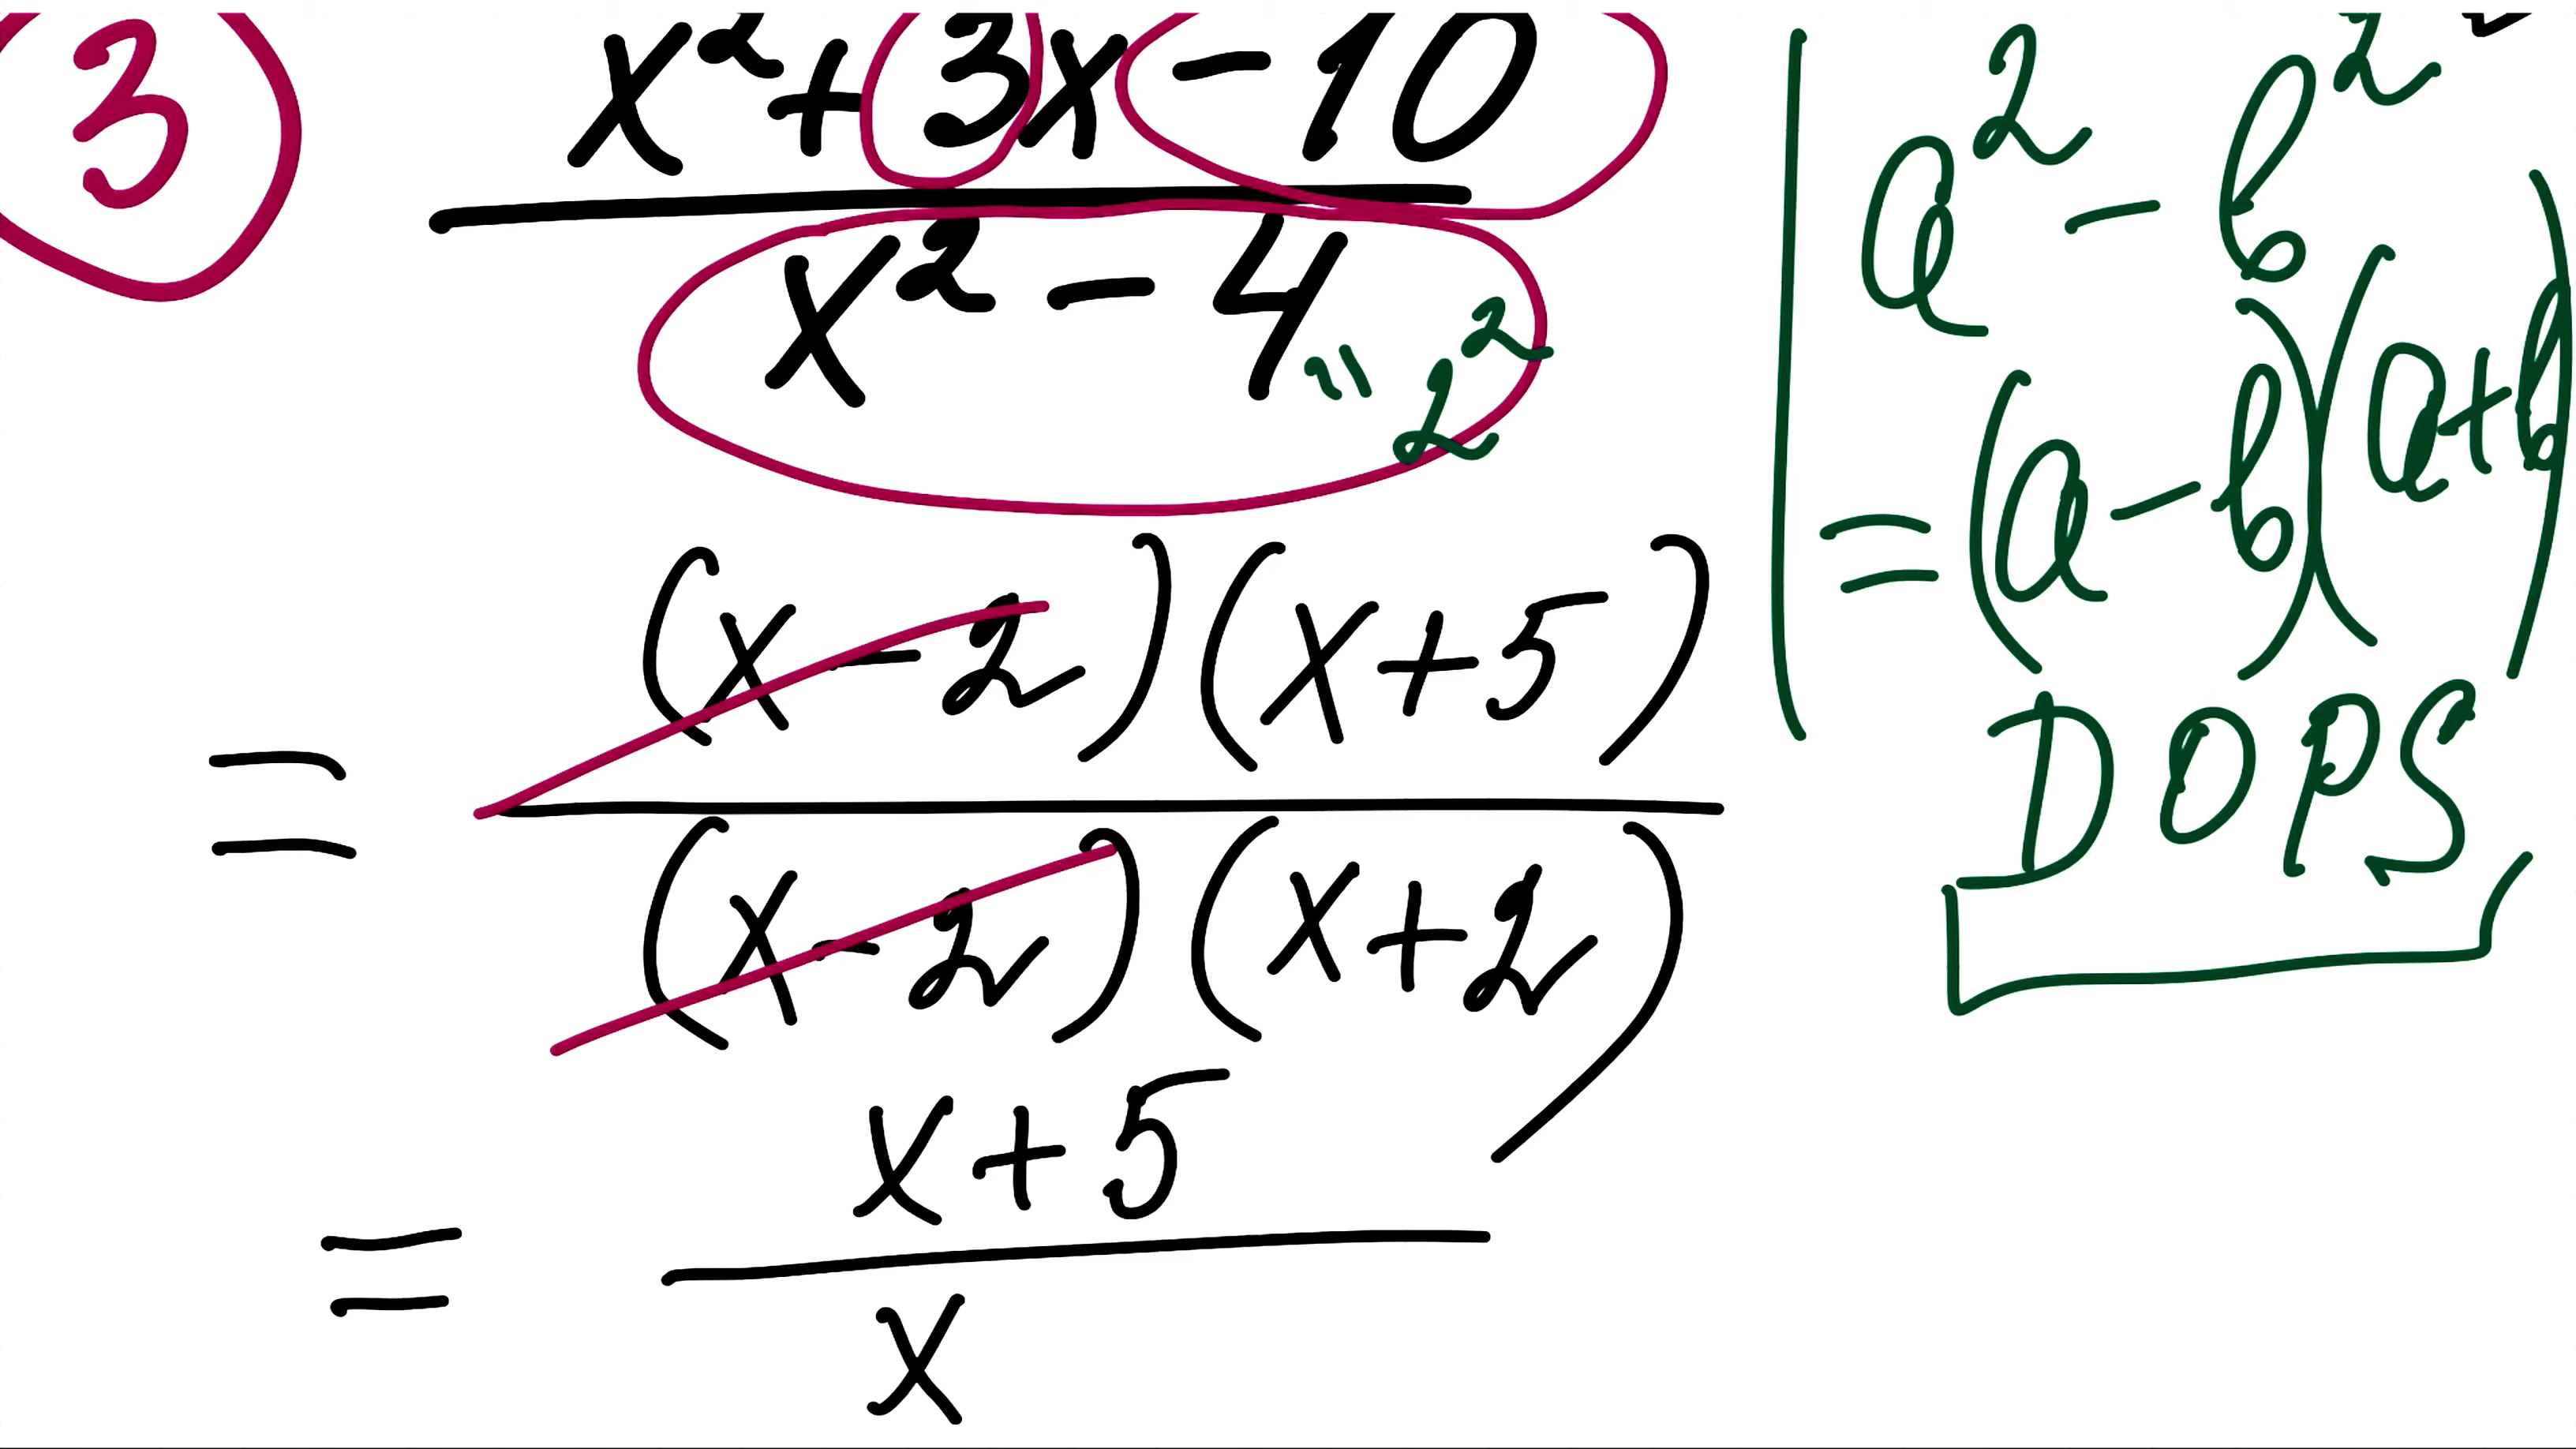 3
x² + 3x - 10
x² - 4 = 2²
= (x - 2)(x + 5)
(x - 2)(x + 2)
= x + 5
x
a² - b²
= (a - b)(a + b)
DOPS